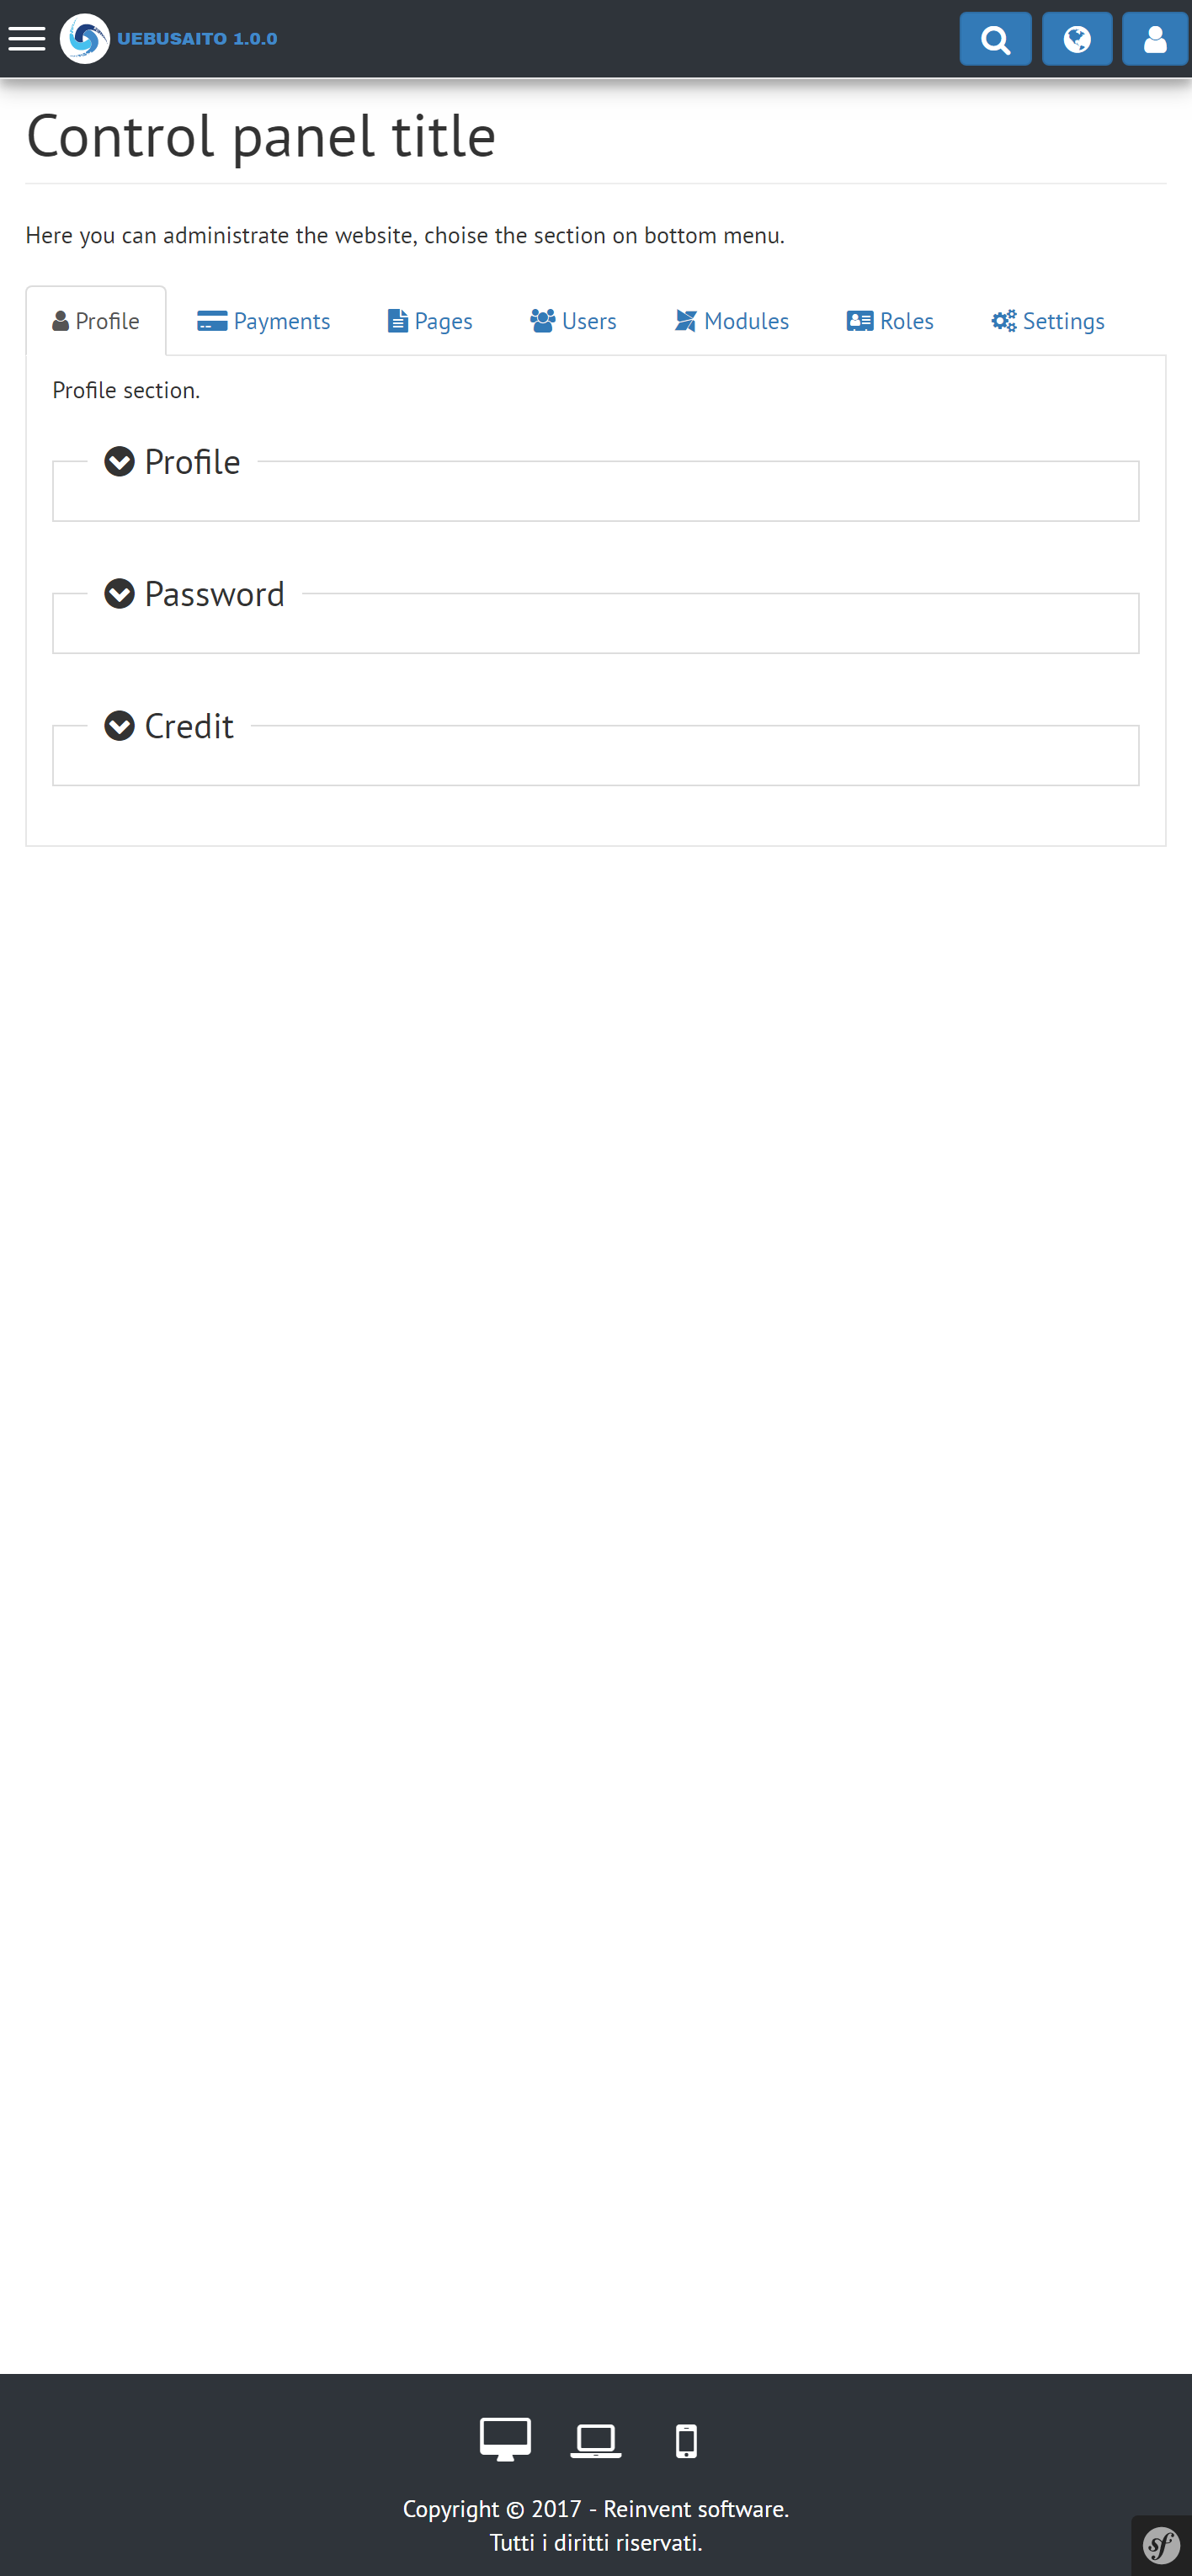 UEBUSAITO 1.0.0
Control panel title
Here you can administrate the website, choise the section on bottom menu.
Profile Payments Pages Users Modules Roles Settings
Profile section.
Profile
Password
Credit
Copyright © 2017 - Reinvent software.
Tutti i diritti riservati.
sf